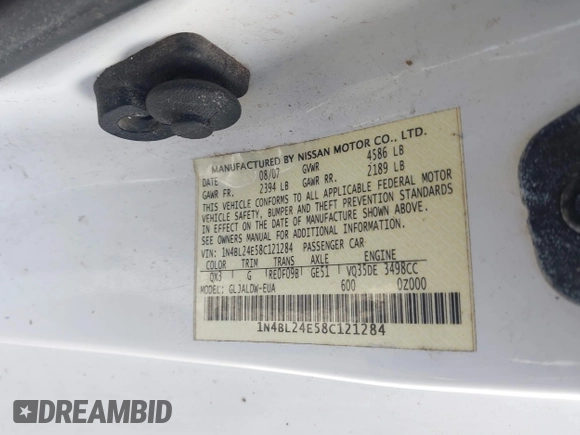 MANUFACTURED BY NISSAN MOTOR CO., LTD.
DATE 08/07 GVWR 4586 LB
GAWR FR. 2394 LB GAWR RR. 2189 LB
THIS VEHICLE CONFORMS TO ALL APPLICABLE FEDERAL MOTOR
VEHICLE SAFETY, BUMPER AND THEFT PREVENTION STANDARDS
IN EFFECT ON THE DATE OF MANUFACTURE SHOWN ABOVE.
SEE OWNERS MANUAL FOR ADDITIONAL INFORMATION.
VIN: 1N4BL24E58C121284 PASSENGER CAR
COLOR TRIM TRANS AXLE ENGINE
QX3 G RE0F09B GE51 VQ35DE 3498CC
MODEL: GLJALDW-EUA 600 0Z000
1N4BL24E58C121284
DREAMBID